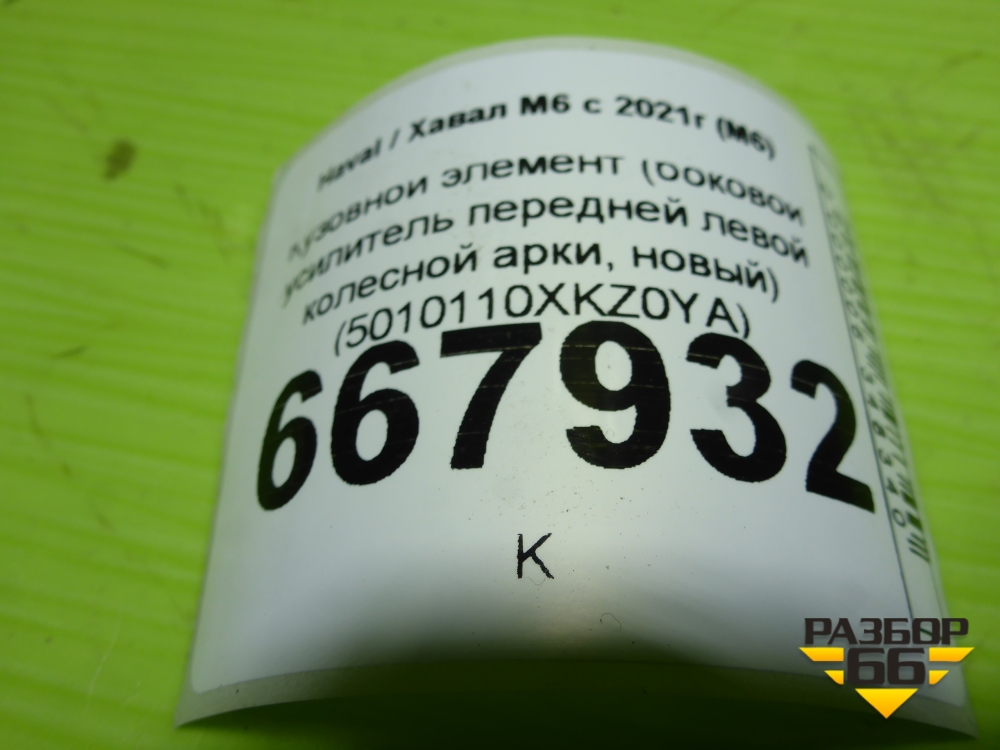 Haval / Хавал М6 с 2021г (М6)
Кузовной элемент (боковой
усилитель передней левой
колесной арки, новый)
(5010110XKZ0YA)
667932
К
РАЗБОР
66